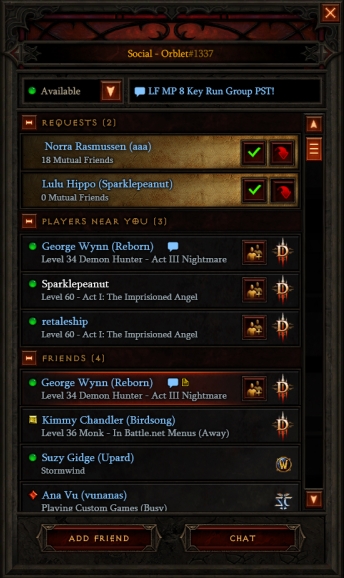 Social - Orblet#1337
Available
LF MP 8 Key Run Group PST!
REQUESTS (2)
Norra Rasmussen (aaa)
18 Mutual Friends
Lulu Hippo (Sparklepeanut)
0 Mutual Friends
PLAYERS NEAR YOU (3)
George Wynn (Reborn)
Level 34 Demon Hunter - Act III Nightmare
Sparklepeanut
Level 60 - Act I: The Imprisioned Angel
retaleship
Level 60 - Act I: The Imprisioned Angel
FRIENDS (4)
George Wynn (Reborn)
Level 34 Demon Hunter - Act III Nightmare
Kimmy Chandler (Birdsong)
Level 36 Monk - In Battle.net Menus (Away)
Suzy Gidge (Upard)
Stormwind
Ana Vu (vunanas)
Playing Custom Games (Busy)
ADD FRIEND
CHAT